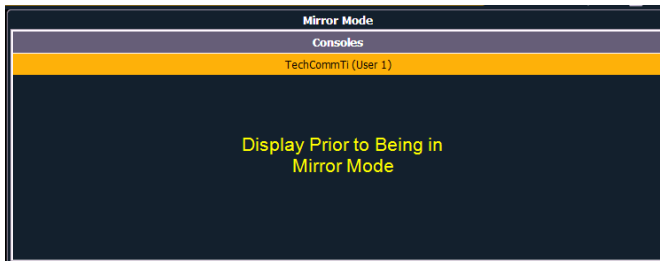 Mirror Mode
Consoles
TechCommTi (User 1)
Display Prior to Being in
Mirror Mode